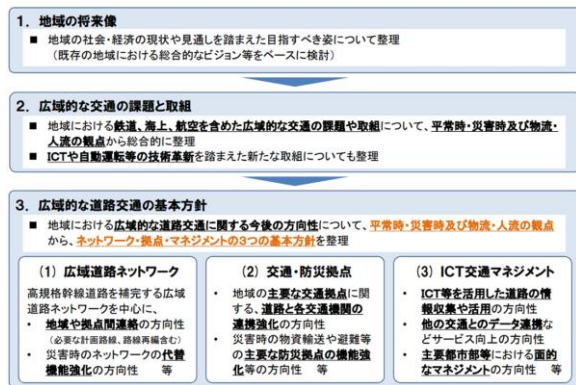 1. 地域の将来像
■ 地域の社会・経済の現状や見通しを踏まえた目指すべき姿について整理
(既存の地域における総合的なビジョン等をベースに検討)
2. 広域的な交通の課題と取組
■ 地域における鉄道、海上、航空を含めた広域的な交通の課題や取組について、平常時・災害時及び物流・
人流の観点から総合的に整理
■ ICTや自動運転等の技術革新を踏まえた新たな取組についても整理
3. 広域的な道路交通の基本方針
■ 地域における広域的な道路交通に関する今後の方向性について、平常時・災害時及び物流・人流の観点
から、ネットワーク・拠点・マネジメントの3つの基本方針を整理
(1) 広域道路ネットワーク
高規格幹線道路を補完する広域
道路ネットワークを中心に、
・ 地域や拠点間連絡の方向性
(必要な計画路線、路線再編含む)
・ 災害時のネットワークの代替
機能強化の方向性 等
(2) 交通・防災拠点
・ 地域の主要な交通拠点に関
する、道路と各交通機関の
連携強化の方向性
・ 災害時の物資輸送や避難等
の主要な防災拠点の機能強
化等の方向性 等
(3) ICT交通マネジメント
・ ICT等を活用した道路の情
報収集や活用の方向性
・ 他の交通とのデータ連携な
どサービス向上の方向性
・ 主要都市部等における面的
なマネジメントの方向性 等